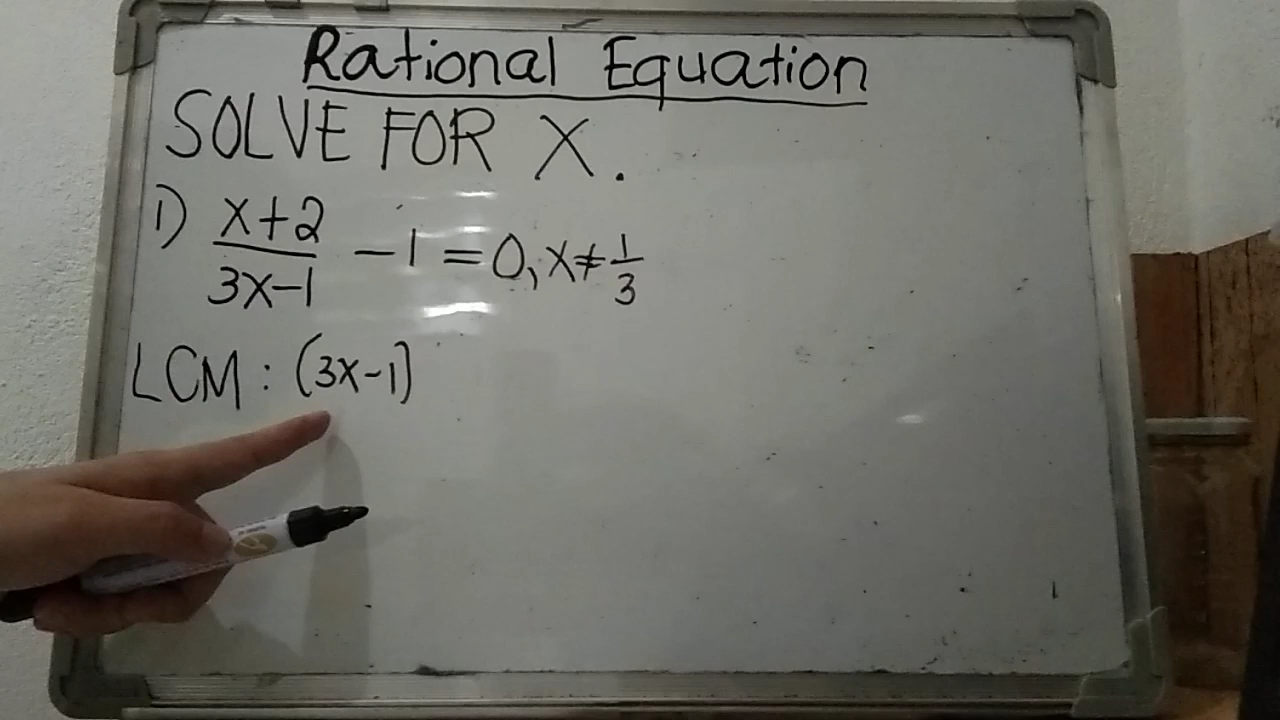 Rational Equation
SOLVE FOR X.
1) x+2/3x-1 - 1 = 0, x≠1/3
LCM : (3x-1)